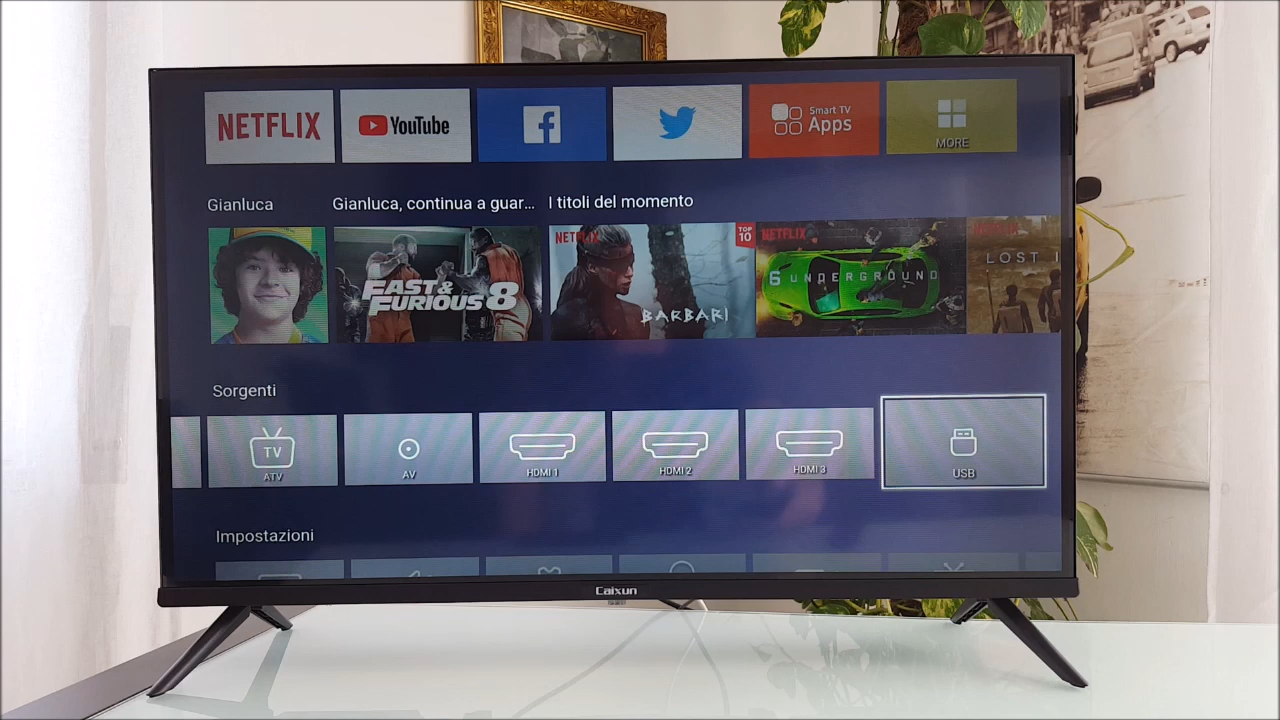 NETFLIX
YouTube
f
Smart TV
Apps
MORE
Gianluca
Gianluca, continua a guar...
I titoli del momento
FAST&
FURIOUS 8
NETFLIX
TOP
10
BARBARI
NETFLIX
6 UNDERGROUND
LOST I
Sorgenti
TV
ATV
AV
HDMI 1
HDMI 2
HDMI 3
USB
Impostazioni
Caixun